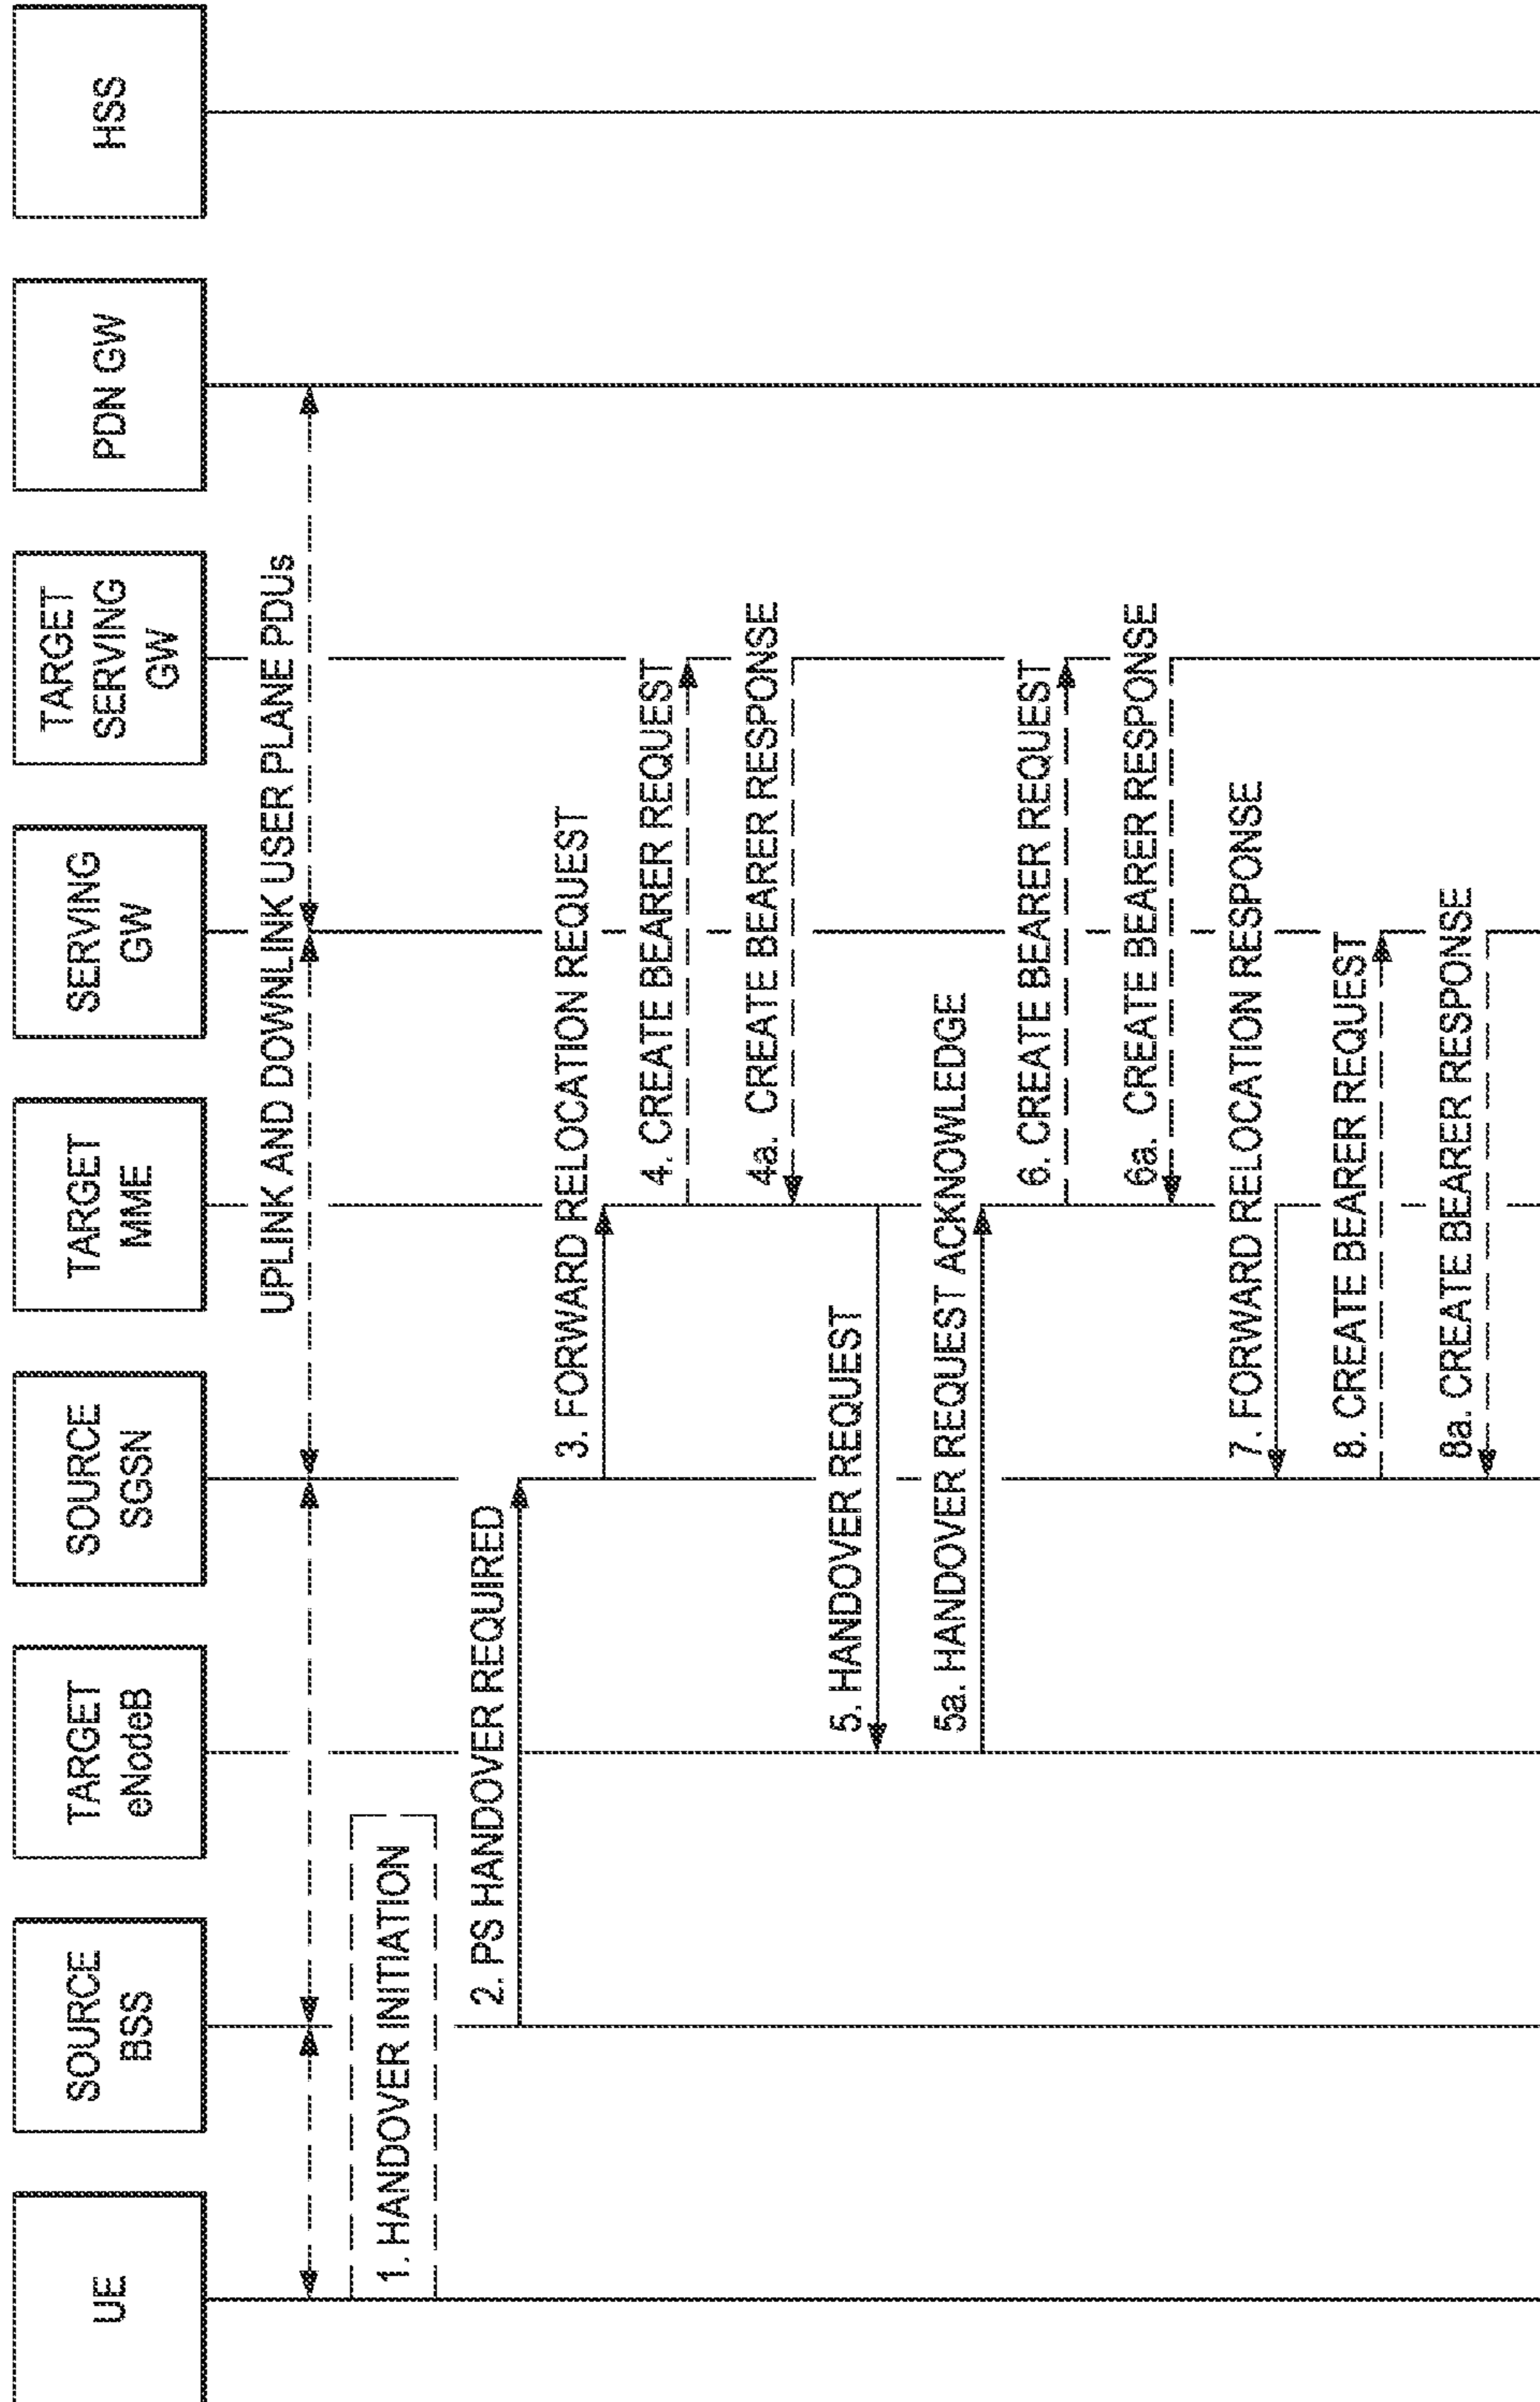 UE
SOURCE
BSS
TARGET
eNodeB
SOURCE
SGSN
TARGET
MME
SERVING
GW
TARGET
SERVING
GW
PDN GW
HSS
UPLINK AND DOWNLINK USER PLANE PDUs
1. HANDOVER INITIATION
2. PS HANDOVER REQUIRED
3. FORWARD RELOCATION REQUEST
4. CREATE BEARER REQUEST
4a. CREATE BEARER RESPONSE
5. HANDOVER REQUEST
5a. HANDOVER REQUEST ACKNOWLEDGE
6. CREATE BEARER REQUEST
6a. CREATE BEARER RESPONSE
7. FORWARD RELOCATION RESPONSE
8. CREATE BEARER REQUEST
8a. CREATE BEARER RESPONSE